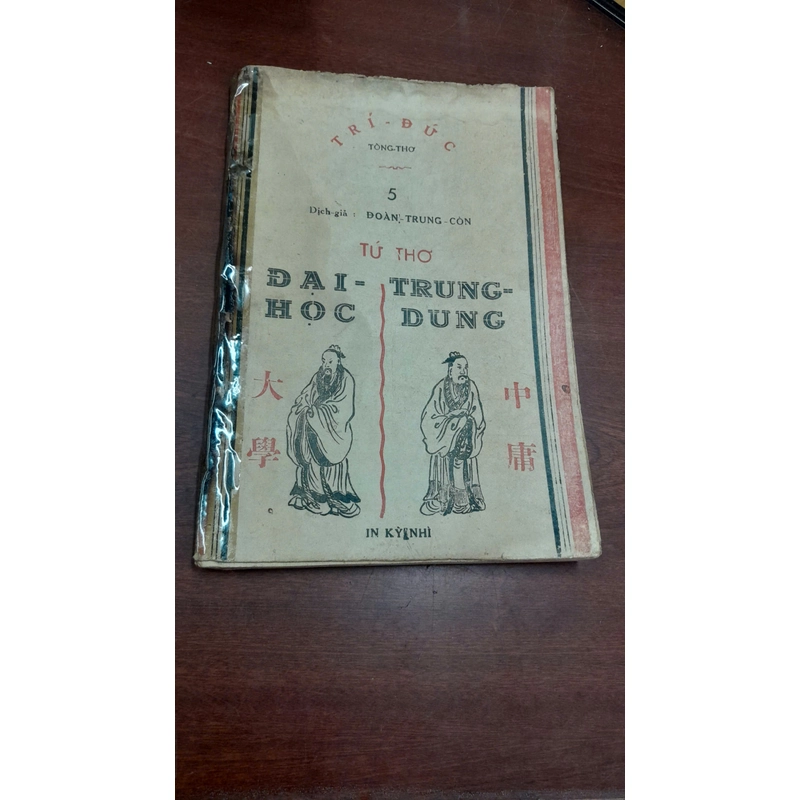 TRÍ-ĐỨC
TÒNG-THƠ
5
Dịch-giả : ĐOÀN-TRUNG-CÒN
TỨ THƠ
ĐẠI-HỌC
TRUNG-DUNG
大學
中庸
IN KỲ NHÌ